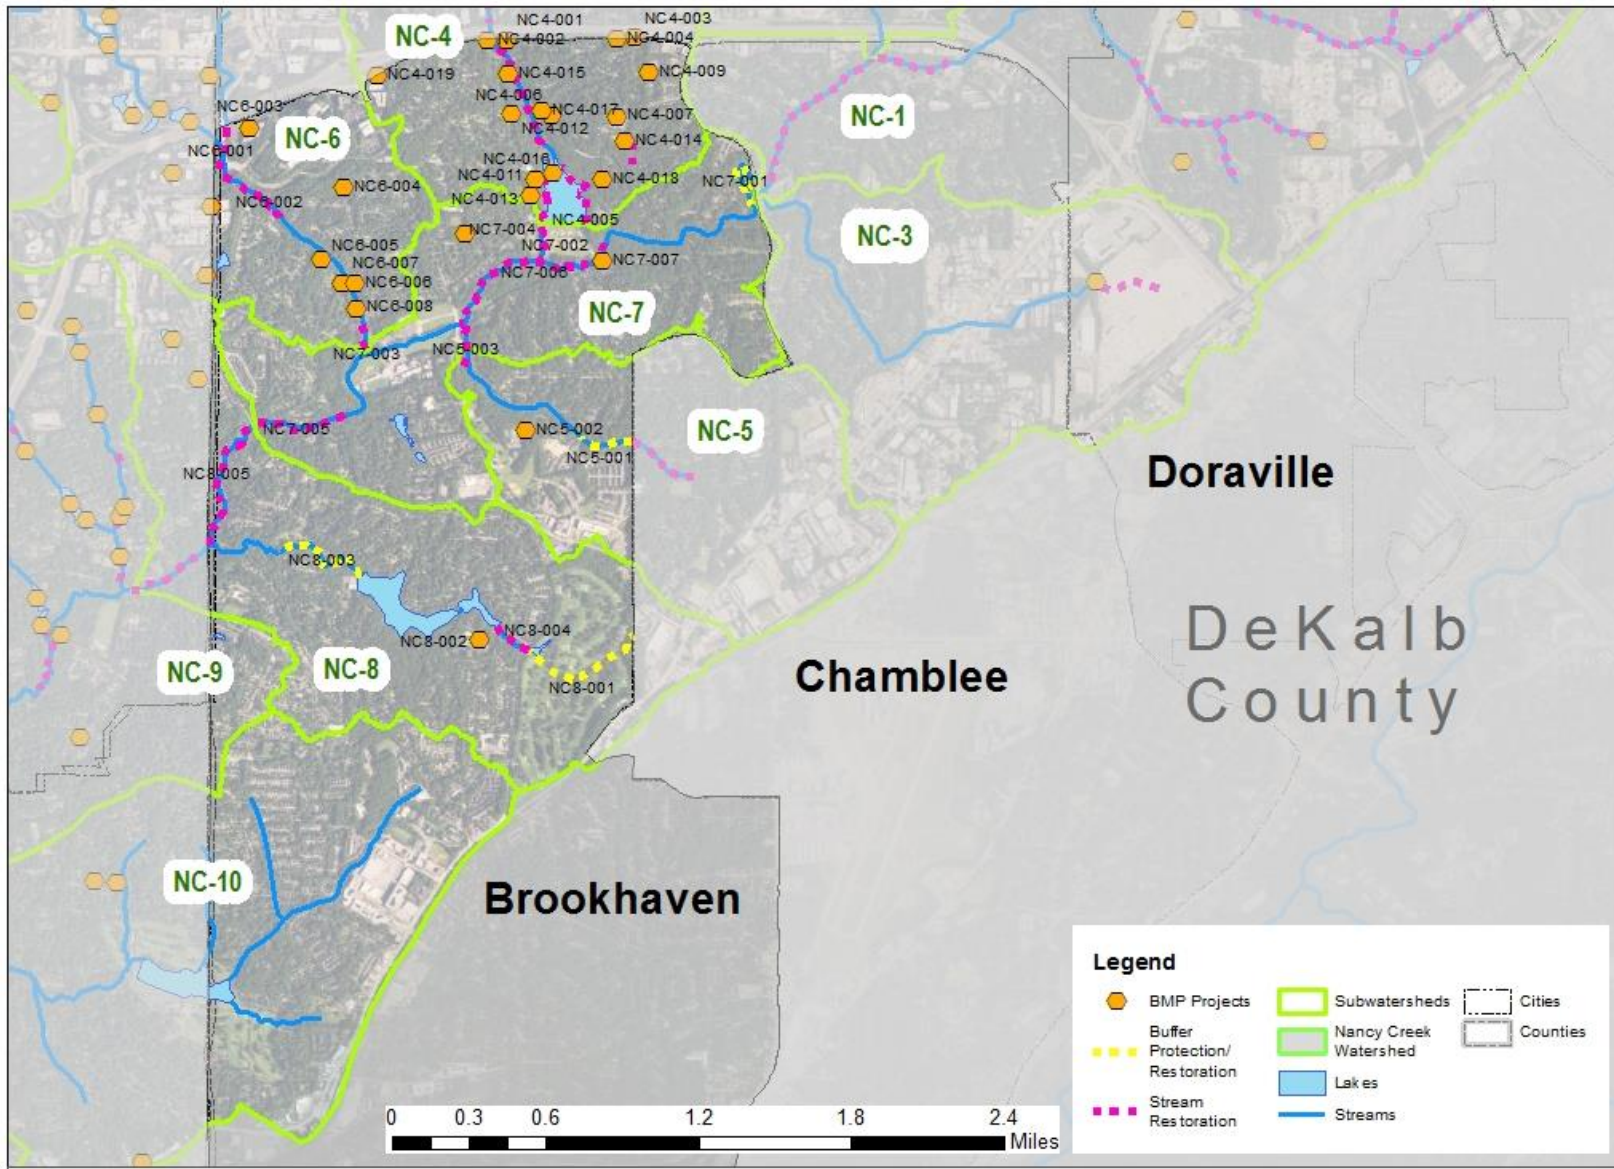 NC4-001
NC4-003
NC-4
NC4-002
NC4-004
NC4-019
NC4-015
NC4-009
NC6-003
NC4-006
NC4-017
NC4-007
NC-1
NC-6
NC4-012
NC4-014
NC6-001
NC4-016
NC4-011
NC4-018
NC7-001
NC6-004
NC4-013
NC6-002
NC4-005
NC7-004
NC-3
NC6-005
NC7-002
NC6-007
NC7-007
NC7-006
NC6-006
NC6-008
NC-7
NC7-003
NC5-003
NC7-005
NC5-002
NC-5
NC5-001
NC8-005
Doraville
NC8-003
DeKalb
County
NC8-004
NC8-002
NC-9
NC-8
Chamblee
NC8-001
NC-10
Brookhaven
Legend
BMP Projects
Buffer
Protection/
Restoration
Stream
Restoration
Subwatersheds
Nancy Creek
Watershed
Lakes
Streams
Cities
Counties
0 0.3 0.6 1.2 1.8 2.4
Miles